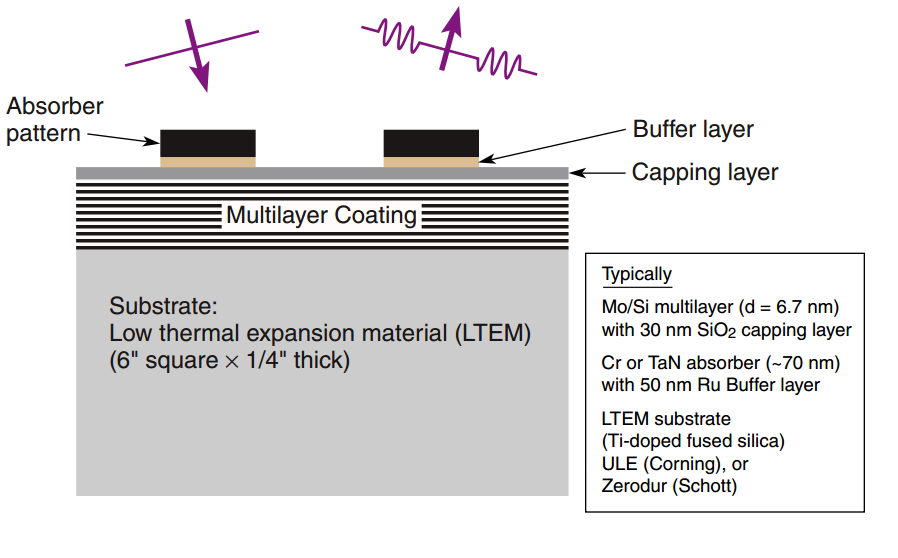 Absorber
pattern
Buffer layer
Capping layer
Multilayer Coating
Substrate:
Low thermal expansion material (LTEM)
(6" square × 1/4" thick)
Typically
Mo/Si multilayer (d = 6.7 nm)
with 30 nm SiO₂ capping layer
Cr or TaN absorber (~70 nm)
with 50 nm Ru Buffer layer
LTEM substrate
(Ti-doped fused silica)
ULE (Corning), or
Zerodur (Schott)